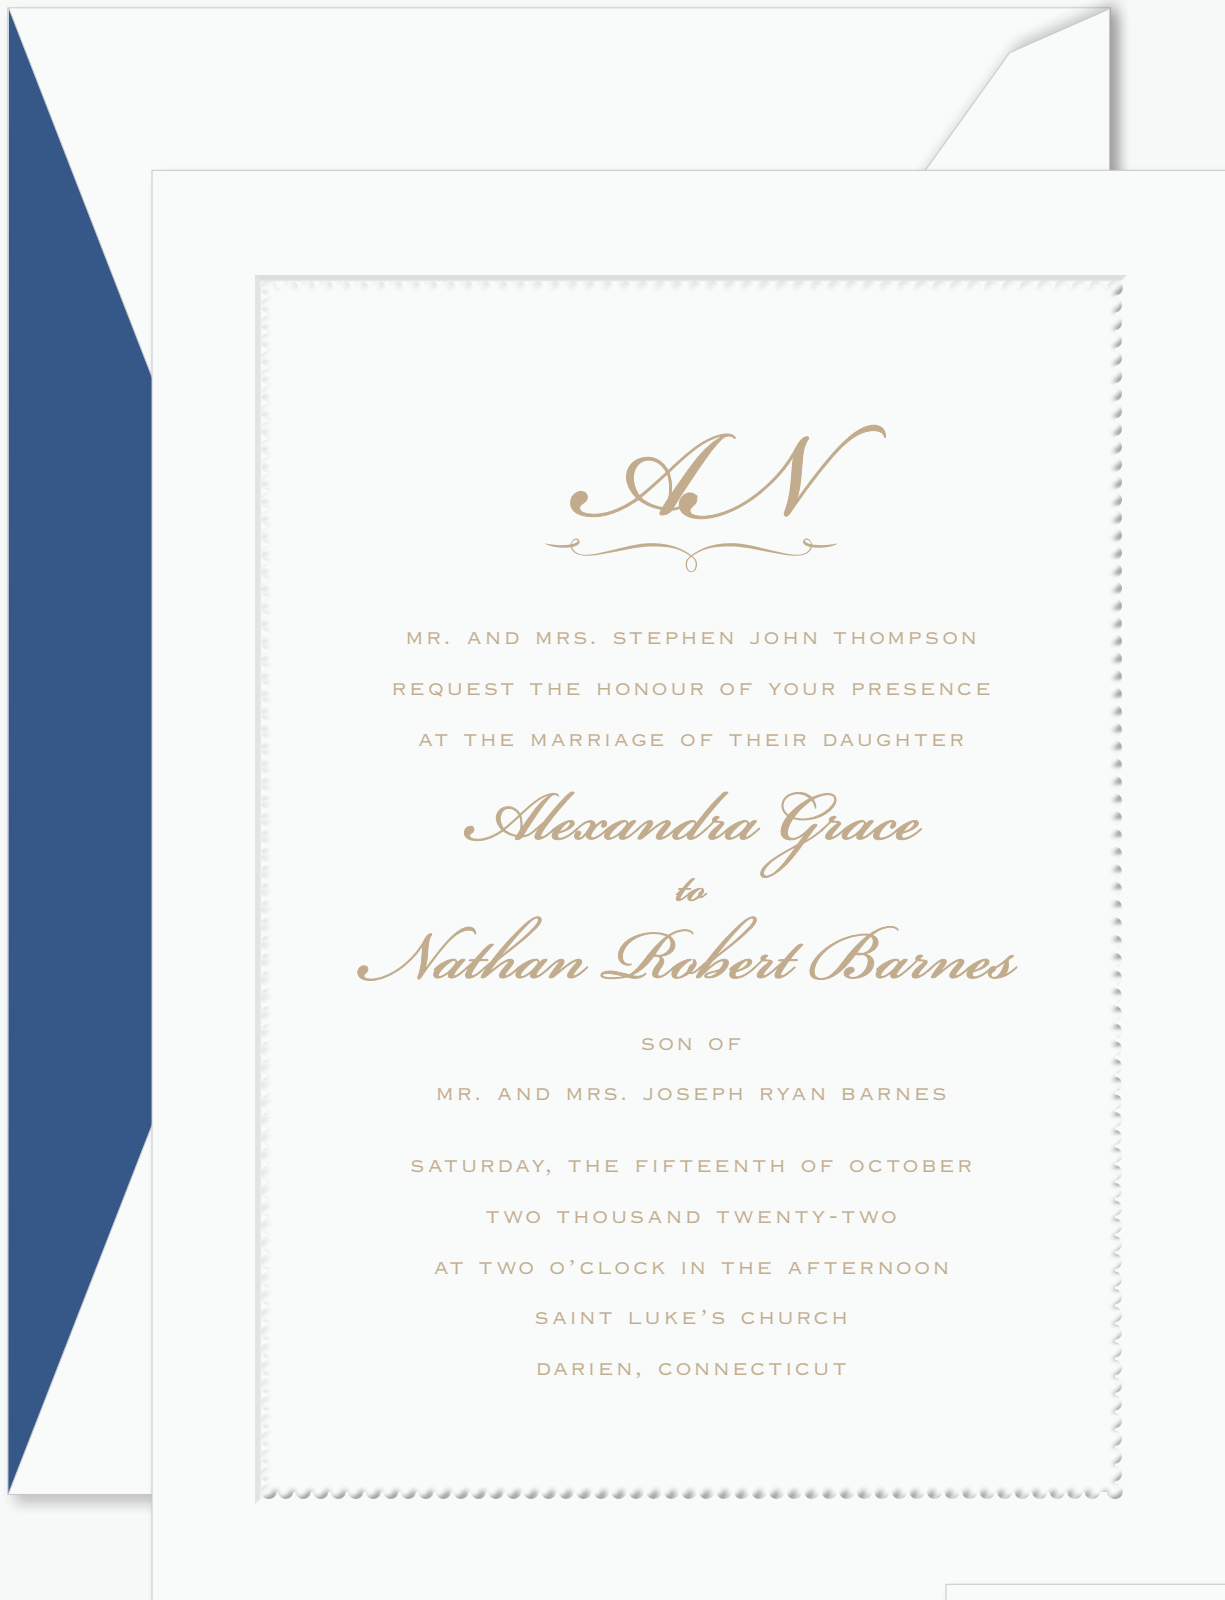 AN
MR. AND MRS. STEPHEN JOHN THOMPSON
REQUEST THE HONOUR OF YOUR PRESENCE
AT THE MARRIAGE OF THEIR DAUGHTER
Alexandra Grace
to
Nathan Robert Barnes
SON OF
MR. AND MRS. JOSEPH RYAN BARNES
SATURDAY, THE FIFTEENTH OF OCTOBER
TWO THOUSAND TWENTY-TWO
AT TWO O’CLOCK IN THE AFTERNOON
SAINT LUKE’S CHURCH
DARIEN, CONNECTICUT